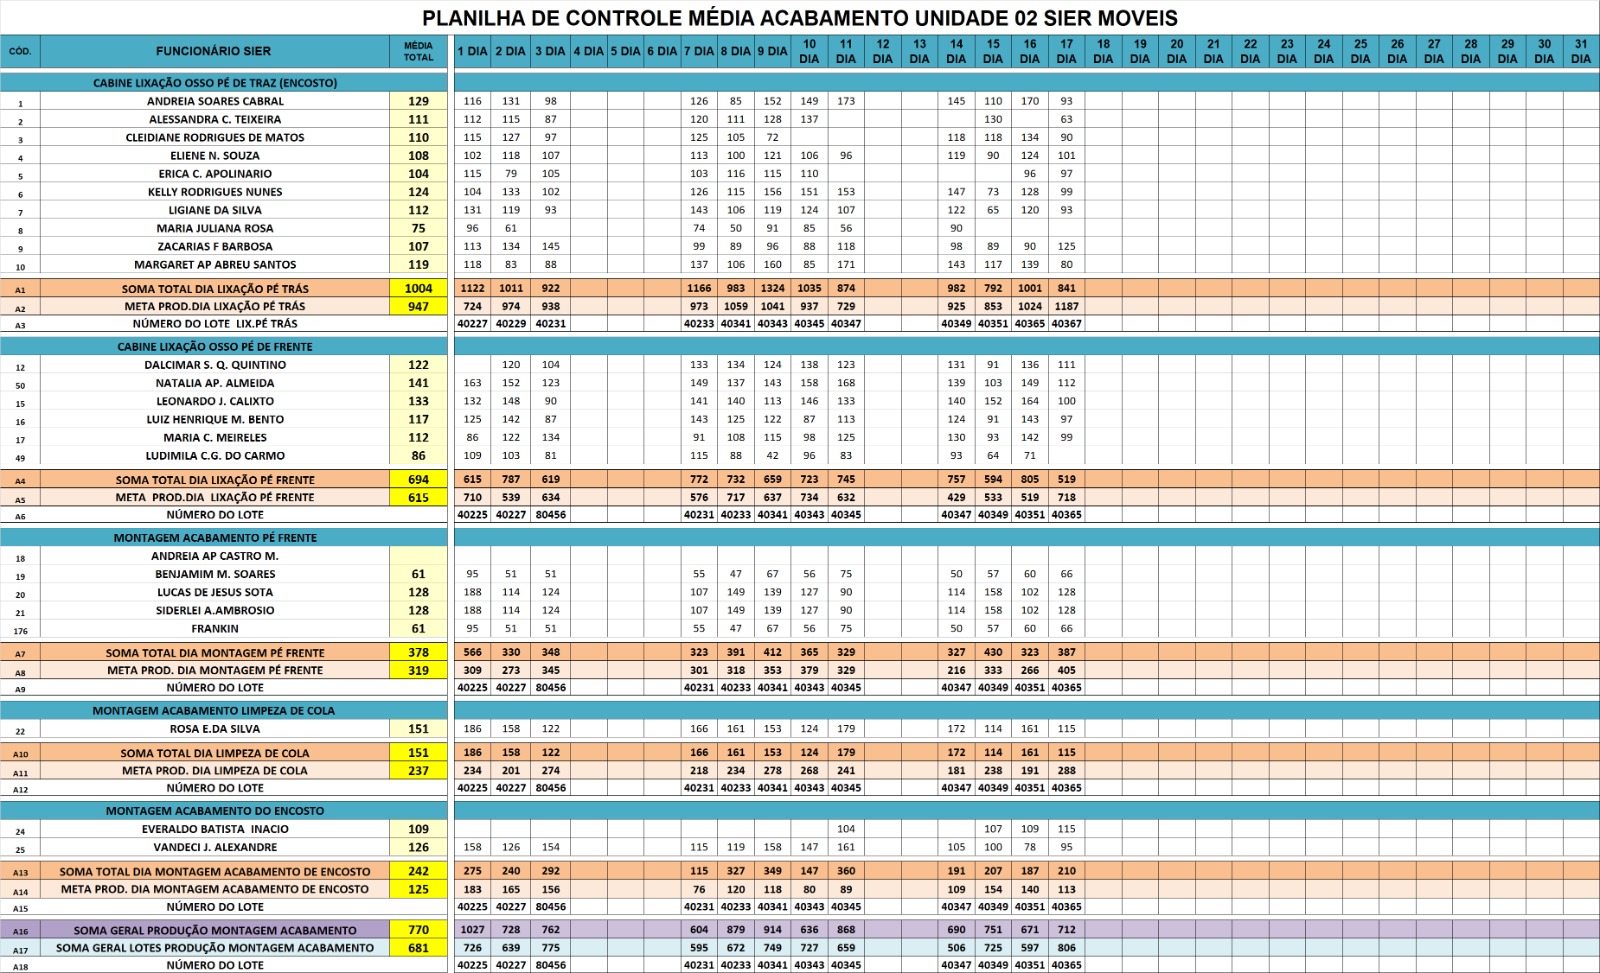 PLANILHA DE CONTROLE MÉDIA ACABAMENTO UNIDADE 02 SIER MOVEIS
CÓD. FUNCIONÁRIO SIER MÉDIA TOTAL 1 DIA 2 DIA 3 DIA 4 DIA 5 DIA 6 DIA 7 DIA 8 DIA 9 DIA 10 DIA 11 DIA 12 DIA 13 DIA 14 DIA 15 DIA 16 DIA 17 DIA 18 DIA 19 DIA 20 DIA 21 DIA 22 DIA 23 DIA 24 DIA 25 DIA 26 DIA 27 DIA 28 DIA 29 DIA 30 DIA 31 DIA
CABINE LIXAÇÃO OSSO PÉ DE TRAZ (ENCOSTO)
1 ANDREIA SOARES CABRAL 129 116 131 98 126 85 152 149 173 145 110 170 93
2 ALESSANDRA C. TEIXEIRA 111 112 115 87 120 111 128 137 130 63
3 CLEIDIANE RODRIGUES DE MATOS 110 115 127 97 125 105 72 118 118 134 90
4 ELIENE N. SOUZA 108 102 118 107 113 100 121 106 96 119 90 124 101
5 ERICA C. APOLINARIO 104 115 79 105 103 116 115 110 96 97
6 KELLY RODRIGUES NUNES 124 104 133 102 126 115 156 151 153 147 73 128 99
7 LIGIANE DA SILVA 112 131 119 93 143 106 119 124 107 122 65 120 93
8 MARIA JULIANA ROSA 75 96 61 74 50 91 85 56 90
9 ZACARIAS F BARBOSA 107 113 134 145 99 89 96 88 118 98 89 90 125
10 MARGARET AP ABREU SANTOS 119 118 83 88 137 106 160 85 171 143 117 139 80
A1 SOMA TOTAL DIA LIXAÇÃO PÉ TRÁS 1004 1122 1011 922 1166 983 1324 1035 874 982 792 1001 841
A2 META PROD.DIA LIXAÇÃO PÉ TRÁS 947 724 974 938 973 1059 1041 937 729 925 853 1024 1187
A3 NÚMERO DO LOTE LIX.PÉ TRÁS 40227 40229 40231 40233 40341 40343 40345 40347 40349 40351 40365 40367
CABINE LIXAÇÃO OSSO PÉ DE FRENTE
12 DALCIMAR S. Q. QUINTINO 122 120 104 133 134 124 138 123 131 91 136 111
50 NATALIA AP. ALMEIDA 141 163 152 123 149 137 143 158 168 139 103 149 112
15 LEONARDO J. CALIXTO 133 132 148 90 141 140 113 146 133 140 152 164 100
16 LUIZ HENRIQUE M. BENTO 117 125 142 87 143 125 122 87 113 124 91 143 97
17 MARIA C. MEIRELES 112 86 122 134 91 108 115 98 125 130 93 142 99
49 LUDIMILA C.G. DO CARMO 86 109 103 81 115 88 42 96 83 93 64 71
A4 SOMA TOTAL DIA LIXAÇÃO PÉ FRENTE 694 615 787 619 772 732 659 723 745 757 594 805 519
A5 META PROD.DIA LIXAÇÃO PÉ FRENTE 615 710 539 634 576 717 637 734 632 429 533 519 718
A6 NÚMERO DO LOTE 40225 40227 80456 40231 40233 40341 40343 40345 40347 40349 40351 40365
MONTAGEM ACABAMENTO PÉ FRENTE
18 ANDREIA AP CASTRO M.
19 BENJAMIM M. SOARES 61 95 51 51 55 47 67 56 75 50 57 60 66
20 LUCAS DE JESUS SOTA 128 188 114 124 107 149 139 127 90 114 158 102 128
21 SIDERLEI A.AMBROSIO 128 188 114 124 107 149 139 127 90 114 158 102 128
176 FRANKIN 61 95 51 51 55 47 67 56 75 50 57 60 66
A7 SOMA TOTAL DIA MONTAGEM PÉ FRENTE 378 566 330 348 323 391 412 365 329 327 430 323 387
A8 META PROD. DIA MONTAGEM PÉ FRENTE 319 309 273 345 301 318 353 379 329 216 333 266 405
A9 NÚMERO DO LOTE 40225 40227 80456 40231 40233 40341 40343 40345 40347 40349 40351 40365
MONTAGEM ACABAMENTO LIMPEZA DE COLA
22 ROSA E.DA SILVA 151 186 158 122 166 161 153 124 179 172 114 161 115
A10 SOMA TOTAL DIA LIMPEZA DE COLA 151 186 158 122 166 161 153 124 179 172 114 161 115
A11 META PROD. DIA LIMPEZA DE COLA 237 234 201 274 218 234 278 268 241 181 238 191 288
A12 NÚMERO DO LOTE 40225 40227 80456 40231 40233 40341 40343 40345 40347 40349 40351 40365
MONTAGEM ACABAMENTO DO ENCOSTO
24 EVERALDO BATISTA INACIO 109 104 107 109 115
25 VANDECI J. ALEXANDRE 126 158 126 154 115 119 158 147 161 105 100 78 95
A13 SOMA TOTAL DIA MONTAGEM ACABAMENTO DE ENCOSTO 242 275 240 292 115 327 349 147 360 191 207 187 210
A14 META PROD. DIA MONTAGEM ACABAMENTO DE ENCOSTO 125 183 165 156 76 120 118 80 89 109 154 140 113
A15 NÚMERO DO LOTE 40225 40227 80456 40231 40233 40341 40343 40345 40347 40349 40351 40365
A16 SOMA GERAL PRODUÇÃO MONTAGEM ACABAMENTO 770 1027 728 762 604 879 914 636 868 690 751 671 712
A17 SOMA GERAL LOTES PRODUÇÃO MONTAGEM ACABAMENTO 681 726 639 775 595 672 749 727 659 506 725 597 806
A18 NÚMERO DO LOTE 40225 40227 80456 40231 40233 40341 40343 40345 40347 40349 40351 40365